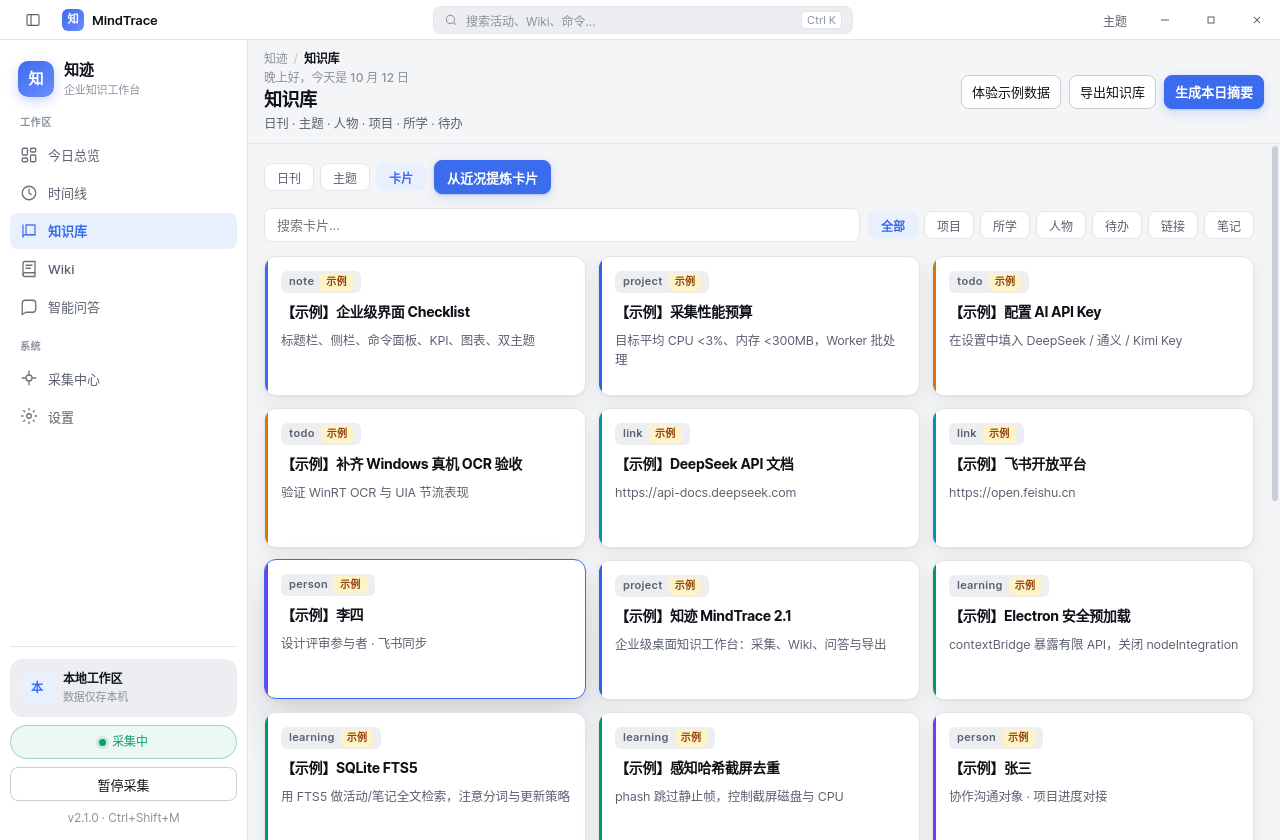 知 MindTrace
搜索活动、Wiki、命令... Ctrl K
主题
知
知迹
企业知识工作台
工作区
今日总览
时间线
知识库
Wiki
智能问答
系统
采集中心
设置
本
本地工作区
数据仅存本机
采集中
暂停采集
v2.1.0 · Ctrl+Shift+M
知迹 / 知识库
晚上好，今天是 10 月 12 日
知识库
日刊 · 主题 · 人物 · 项目 · 所学 · 待办
体验示例数据 导出知识库 生成本日摘要
日刊 主题 卡片 从近况提炼卡片
搜索卡片... 全部 项目 所学 人物 待办 链接 笔记
note 示例
【示例】企业级界面 Checklist
标题栏、侧栏、命令面板、KPI、图表、双主题
project 示例
【示例】采集性能预算
目标平均 CPU <3%、内存 <300MB，Worker 批处
理
todo 示例
【示例】配置 AI API Key
在设置中填入 DeepSeek / 通义 / Kimi Key
todo 示例
【示例】补齐 Windows 真机 OCR 验收
验证 WinRT OCR 与 UIA 节流表现
link 示例
【示例】DeepSeek API 文档
https://api-docs.deepseek.com
link 示例
【示例】飞书开放平台
https://open.feishu.cn
person 示例
【示例】李四
设计评审参与者 · 飞书同步
project 示例
【示例】知迹 MindTrace 2.1
企业级桌面知识工作台：采集、Wiki、问答与导出
learning 示例
【示例】Electron 安全预加载
contextBridge 暴露有限 API，关闭 nodeIntegration
learning 示例
【示例】SQLite FTS5
用 FTS5 做活动/笔记全文检索，注意分词与更新策略
learning 示例
【示例】感知哈希截屏去重
phash 跳过静止帧，控制截屏磁盘与 CPU
person 示例
【示例】张三
协作沟通对象 · 项目进度对接